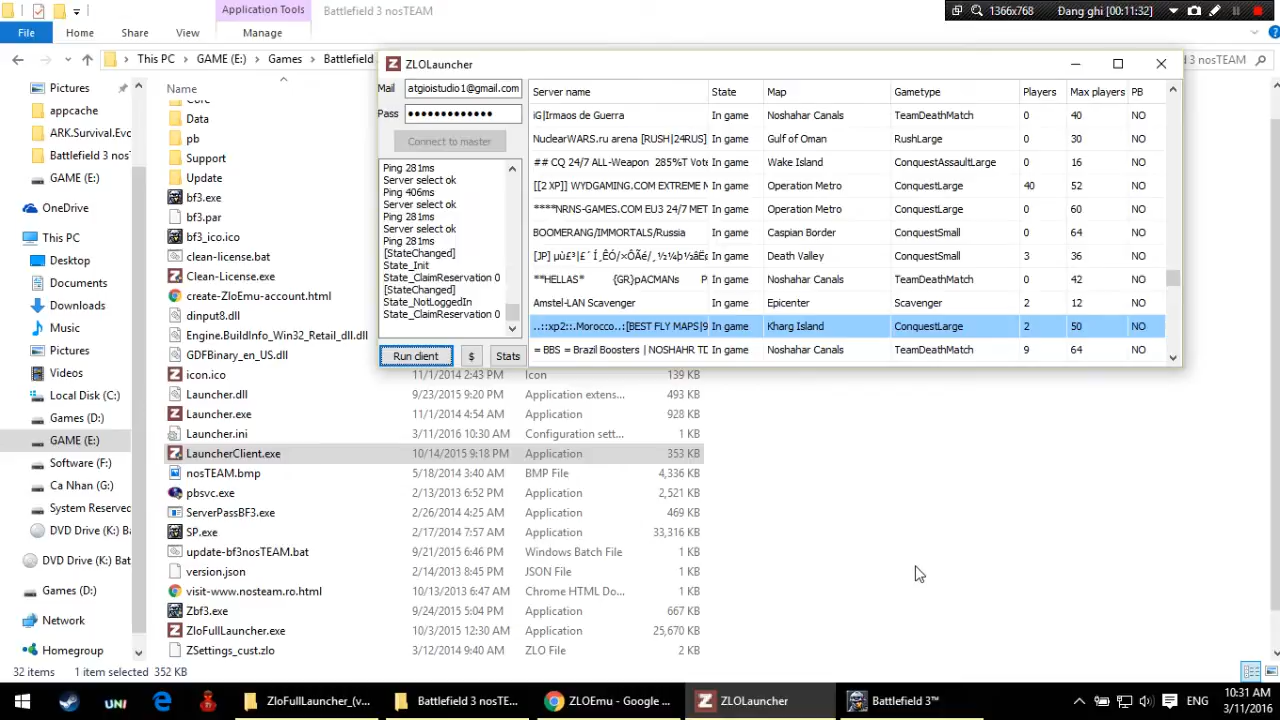 Application Tools
Battlefield 3 nosTEAM
1366x768
Đang ghi [00:11:32]
File
Home
Share
View
Manage
This PC
GAME (E:)
Games
Battlefield
3 nosTEAM
Pictures
appcache
ARK.Survival.Evc
Battlefield 3 nos
GAME (E:)
OneDrive
This PC
Desktop
Documents
Downloads
Music
Pictures
Videos
Local Disk (C:)
Games (D:)
GAME (E:)
Software (F:)
Ca Nhan (G:)
System Reserved
DVD Drive (K:) Ba
DVD Drive (K:) Bat
Games (D:)
Network
Homegroup
Name
Data
pb
Support
Update
bf3.exe
bf3.par
bf3_ico.ico
clean-license.bat
Clean-License.exe
create-ZloEmu-account.html
dinput8.dll
Engine.BuildInfo_Win32_Retail_dll.dll
GDFBinary_en_US.dll
icon.ico 11/1/2014 2:43 PM Icon 139 KB
Launcher.dll 9/23/2015 9:20 PM Application extens... 493 KB
Launcher.exe 11/1/2014 4:54 AM Application 928 KB
Launcher.ini 3/11/2016 10:30 AM Configuration sett... 1 KB
LauncherClient.exe 10/14/2015 9:18 PM Application 353 KB
nosTEAM.bmp 5/18/2014 3:40 AM BMP File 4,336 KB
pbsvc.exe 2/13/2013 6:52 PM Application 2,521 KB
ServerPassBF3.exe 2/26/2014 4:25 AM Application 469 KB
SP.exe 2/17/2014 7:57 AM Application 33,316 KB
update-bf3nosTEAM.bat 9/21/2015 6:46 PM Windows Batch File 1 KB
version.json 2/14/2013 8:45 PM JSON File 1 KB
visit-www.nosteam.ro.html 10/13/2013 6:47 AM Chrome HTML Do... 1 KB
Zbf3.exe 9/24/2015 5:04 PM Application 667 KB
ZloFullLauncher.exe 10/3/2015 12:30 AM Application 25,670 KB
ZSettings_cust.zlo 3/12/2014 9:40 AM ZLO File 2 KB
ZLOLauncher
Mail atgioistudio1@gmail.com
Pass
Connect to master
Ping 281ms
Server select ok
Ping 406ms
Server select ok
Ping 281ms
Server select ok
Ping 281ms
[StateChanged]
State_Init
State_ClaimReservation 0
[StateChanged]
State_NotLoggedIn
State_ClaimReservation 0
Run client
$
Stats
Server name State Map Gametype Players Max players PB
iG|Irmaos de Guerra In game Noshahar Canals TeamDeathMatch 0 40 NO
NuclearWARS.ru arena [RUSH|24RUS] In game Gulf of Oman RushLarge 0 30 NO
## CQ 24/7 ALL-Weapon 285%T Vote In game Wake Island ConquestAssaultLarge 0 16 NO
[[2 XP]] WYDGAMING.COM EXTREME M In game Operation Metro ConquestLarge 40 52 NO
****NRNS-GAMES.COM EU3 24/7 MET In game Operation Metro ConquestLarge 0 60 NO
BOOMERANG/IMMORTALS/Russia In game Caspian Border ConquestSmall 0 64 NO
In game Death Valley ConquestSmall 3 36 NO
**HELLAS* {GR}pACMANs P In game Noshahar Canals TeamDeathMatch 0 42 NO
Amstel-LAN Scavenger In game Epicenter Scavenger 2 12 NO
..::xp2::.Morocco..:[BEST FLY MAPS|9 In game Kharg Island ConquestLarge 2 50 NO
= BBS = Brazil Boosters | NOSHAHR TD In game Noshahar Canals TeamDeathMatch 9 64 NO
32 items
1 item selected 352 KB
UNI
ZloFullLauncher_(v...
Battlefield 3 nosTE...
ZLOEmu - Google ...
ZLOLauncher
Battlefield 3™
ENG
10:31 AM
3/11/2016